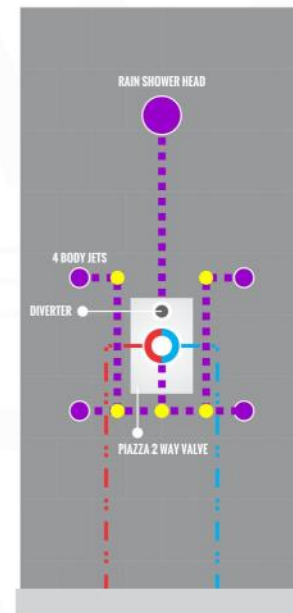 RAIN SHOWER HEAD
4 BODY JETS
DIVERTER
PIAZZA 2 WAY VALVE